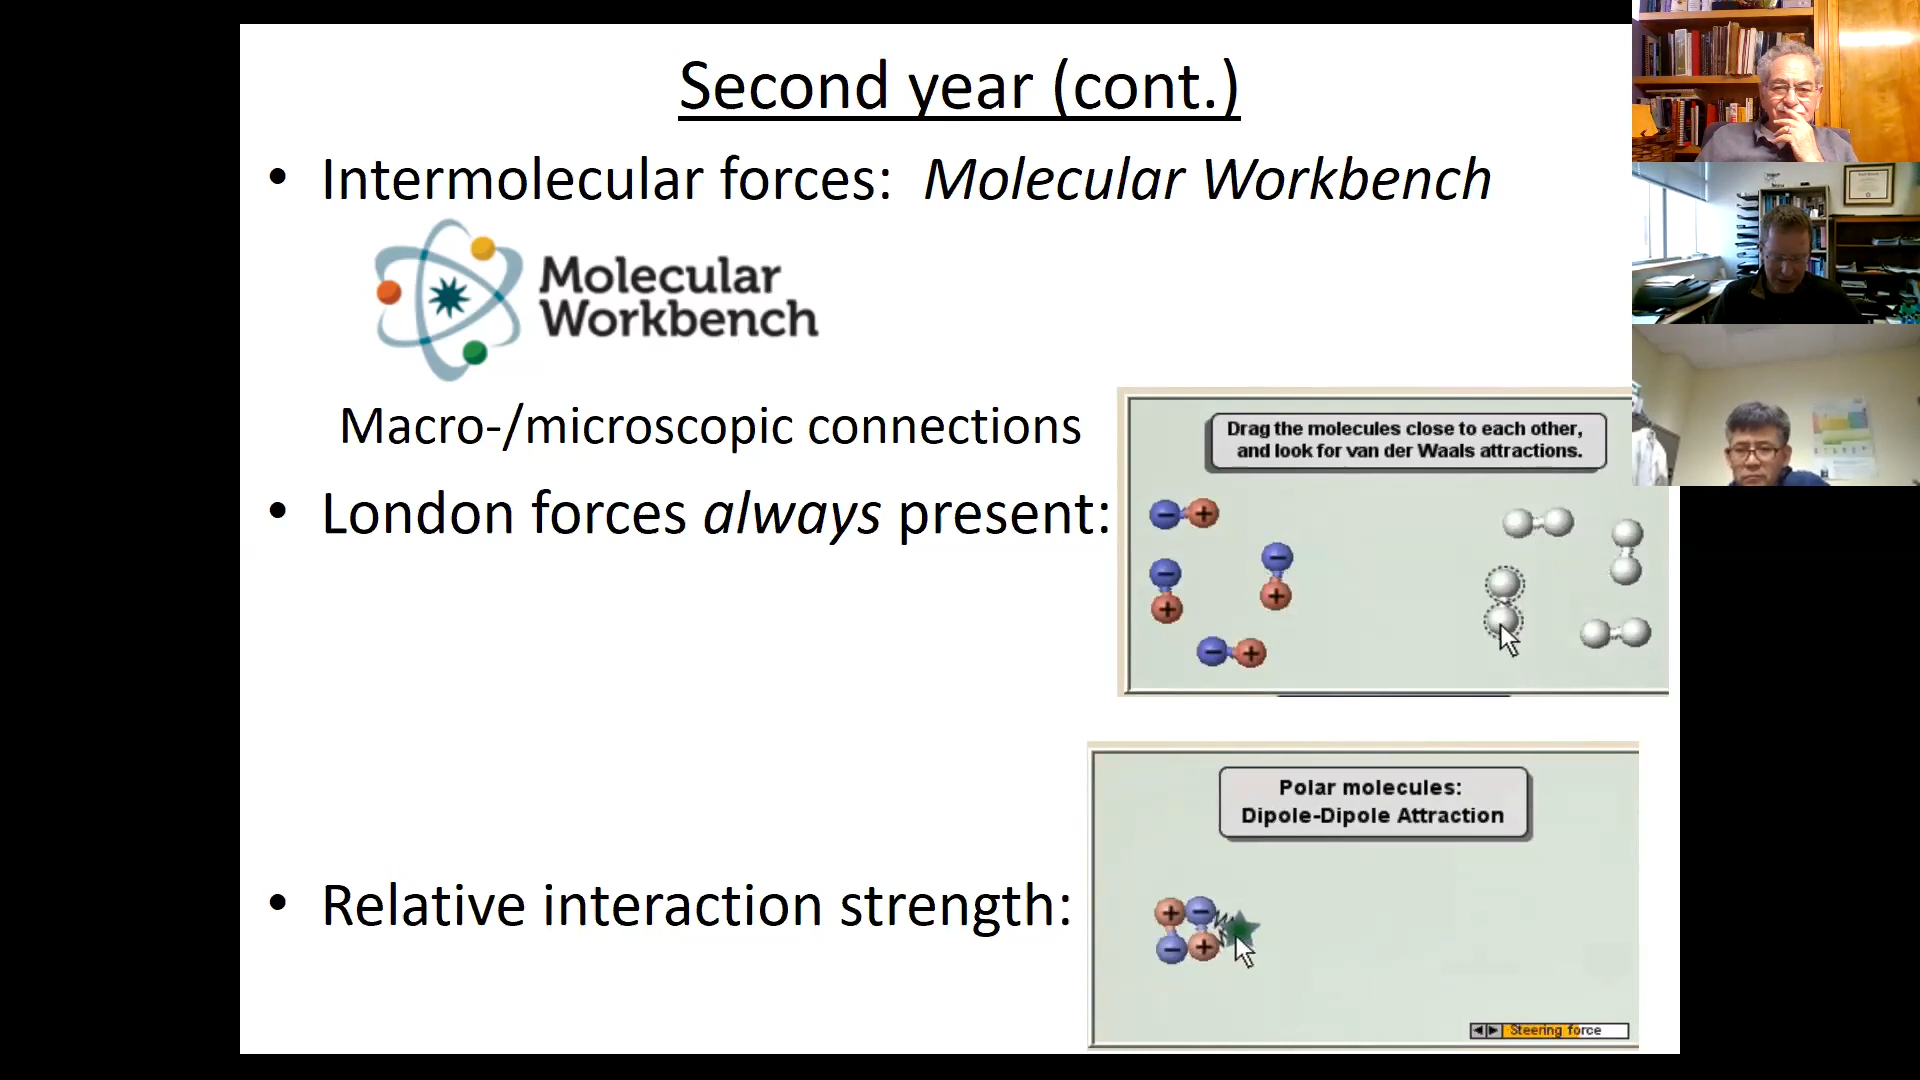 Second year (cont.)
• Intermolecular forces: Molecular Workbench
Molecular
Workbench
Macro-/microscopic connections
• London forces always present:
Drag the molecules close to each other,
and look for van der Waals attractions.
− +
−
+
−
+
− +
Polar molecules:
Dipole-Dipole Attraction
• Relative interaction strength:
+ −
− +
Steering force